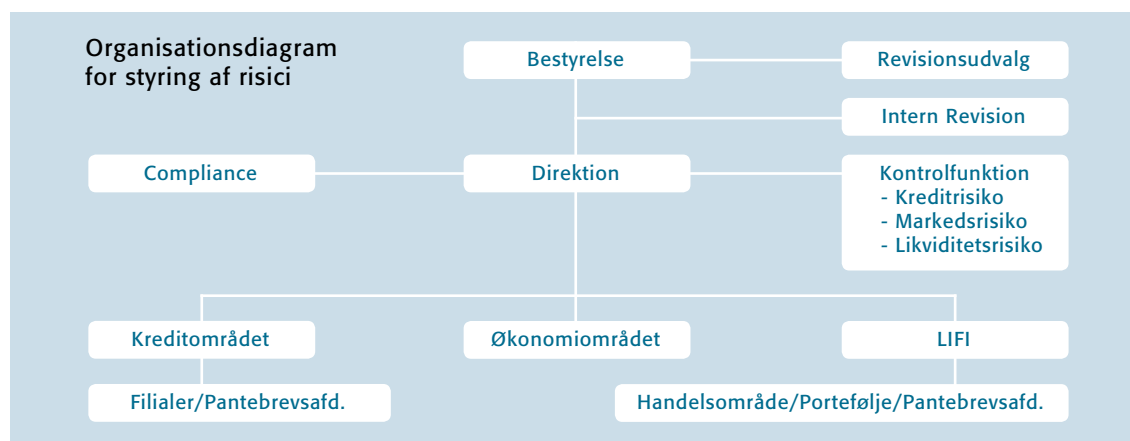 Organisationsdiagram
for styring af risici
Bestyrelse
Revisionsudvalg
Intern Revision
Compliance
Direktion
Kontrolfunktion
- Kreditrisiko
- Markedsrisiko
- Likviditetsrisiko
Kreditområdet
Økonomiområdet
LIFI
Filialer/Pantebrevsafd.
Handelsområde/Portefølje/Pantebrevsafd.